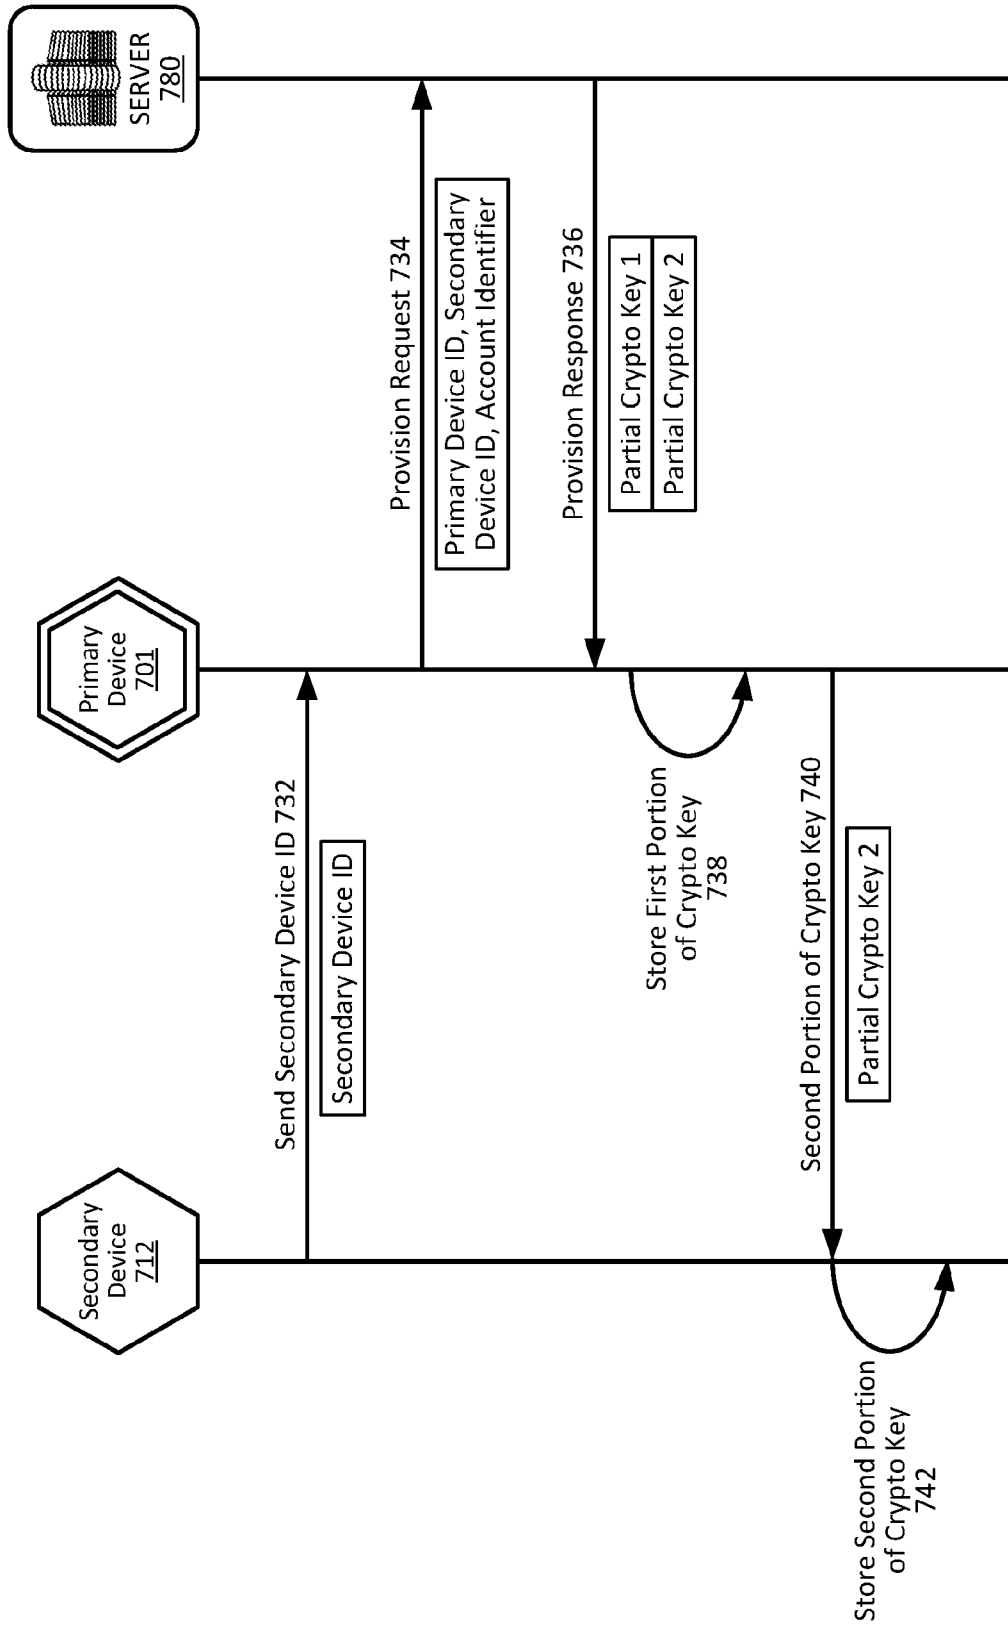 Secondary
Device
712
Primary
Device
701
SERVER
780
Send Secondary Device ID 732
Secondary Device ID
Provision Request 734
Primary Device ID, Secondary
Device ID, Account Identifier
Provision Response 736
Partial Crypto Key 1
Partial Crypto Key 2
Store First Portion
of Crypto Key
738
Second Portion of Crypto Key 740
Partial Crypto Key 2
Store Second Portion
of Crypto Key
742